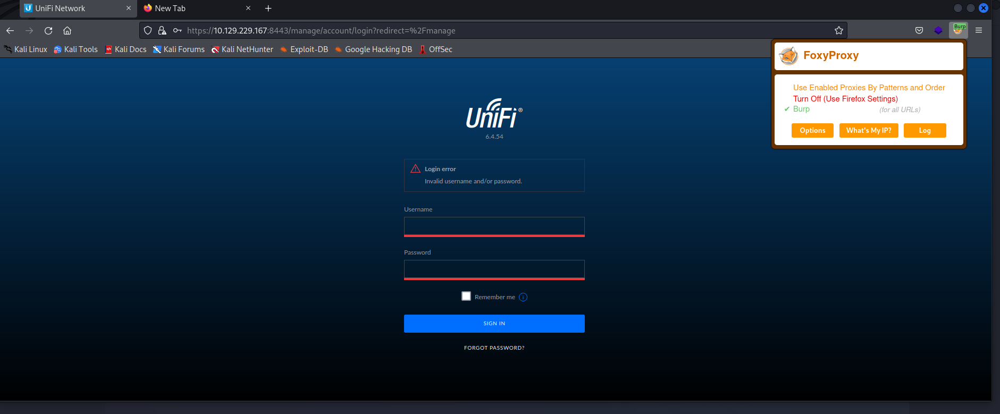 UniFi Network
New Tab
https://10.129.229.167:8443/manage/account/login?redirect=%2Fmanage
Burp
Kali Linux Kali Tools Kali Docs Kali Forums Kali NetHunter Exploit-DB Google Hacking DB OffSec
FoxyProxy
Use Enabled Proxies By Patterns and Order
Turn Off (Use Firefox Settings)
✔ Burp (for all URLs)
Options What's My IP? Log
UniFi®
6.4.54
Login error
Invalid username and/or password.
Username
Password
Remember me
SIGN IN
FORGOT PASSWORD?